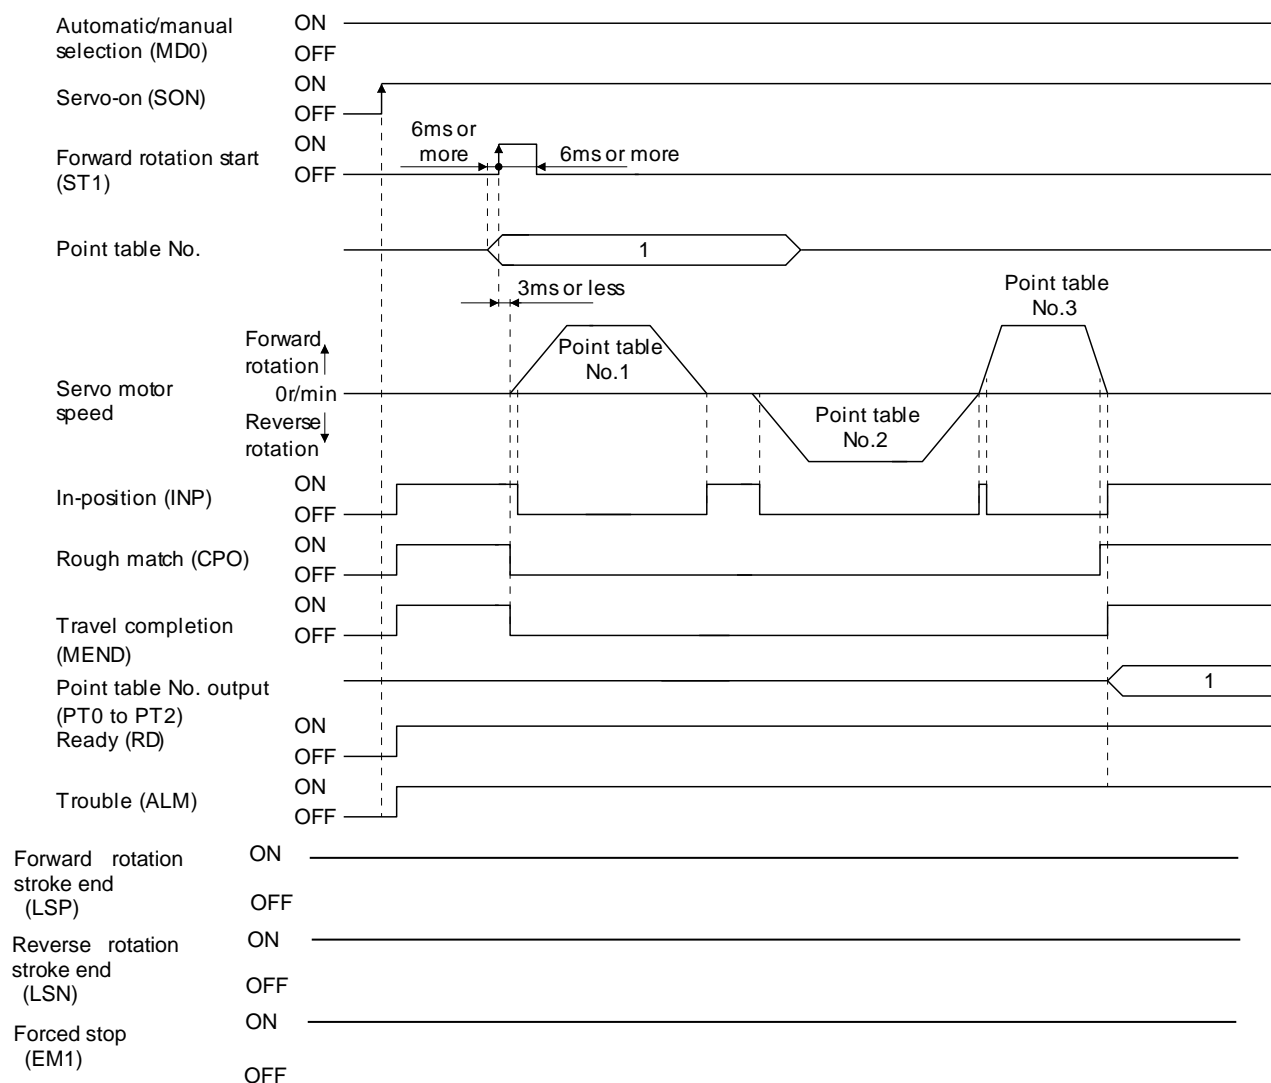 Automatic/manual
selection (MD0)
ON
OFF
Servo-on (SON)
ON
OFF
Forward rotation start
(ST1)
ON
OFF
6ms or
more
6ms or more
Point table No.
1
3ms or less
Servo motor
speed
Forward
rotation
0r/min
Reverse
rotation
Point table
No.1
Point table
No.2
Point table
No.3
In-position (INP)
ON
OFF
Rough match (CPO)
ON
OFF
Travel completion
(MEND)
ON
OFF
Point table No. output
(PT0 to PT2)
1
Ready (RD)
ON
OFF
Trouble (ALM)
ON
OFF
Forward rotation
stroke end
(LSP)
ON
OFF
Reverse rotation
stroke end
(LSN)
ON
OFF
Forced stop
(EM1)
ON
OFF